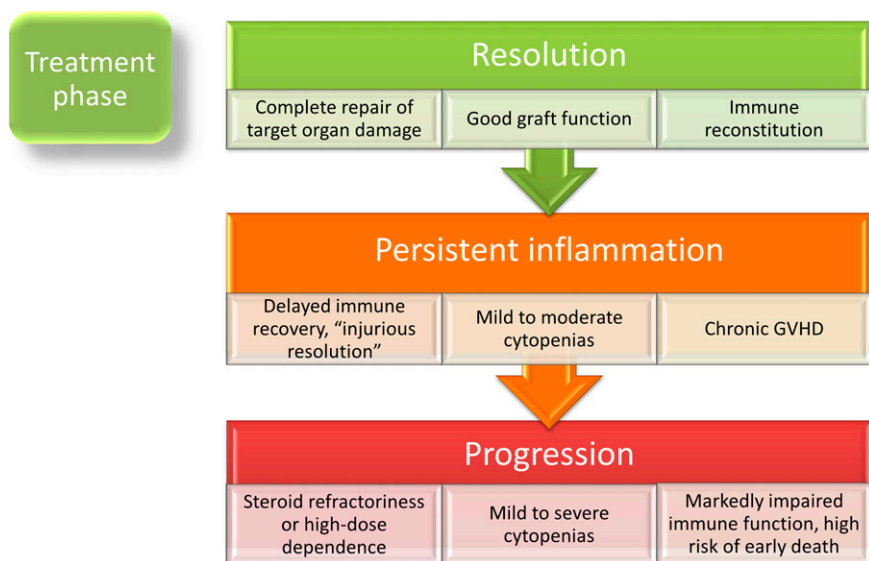 Treatment
phase
Resolution
Complete repair of
target organ damage
Good graft function
Immune
reconstitution
Persistent inflammation
Delayed immune
recovery, “injurious
resolution”
Mild to moderate
cytopenias
Chronic GVHD
Progression
Steroid refractoriness
or high-dose
dependence
Mild to severe
cytopenias
Markedly impaired
immune function, high
risk of early death